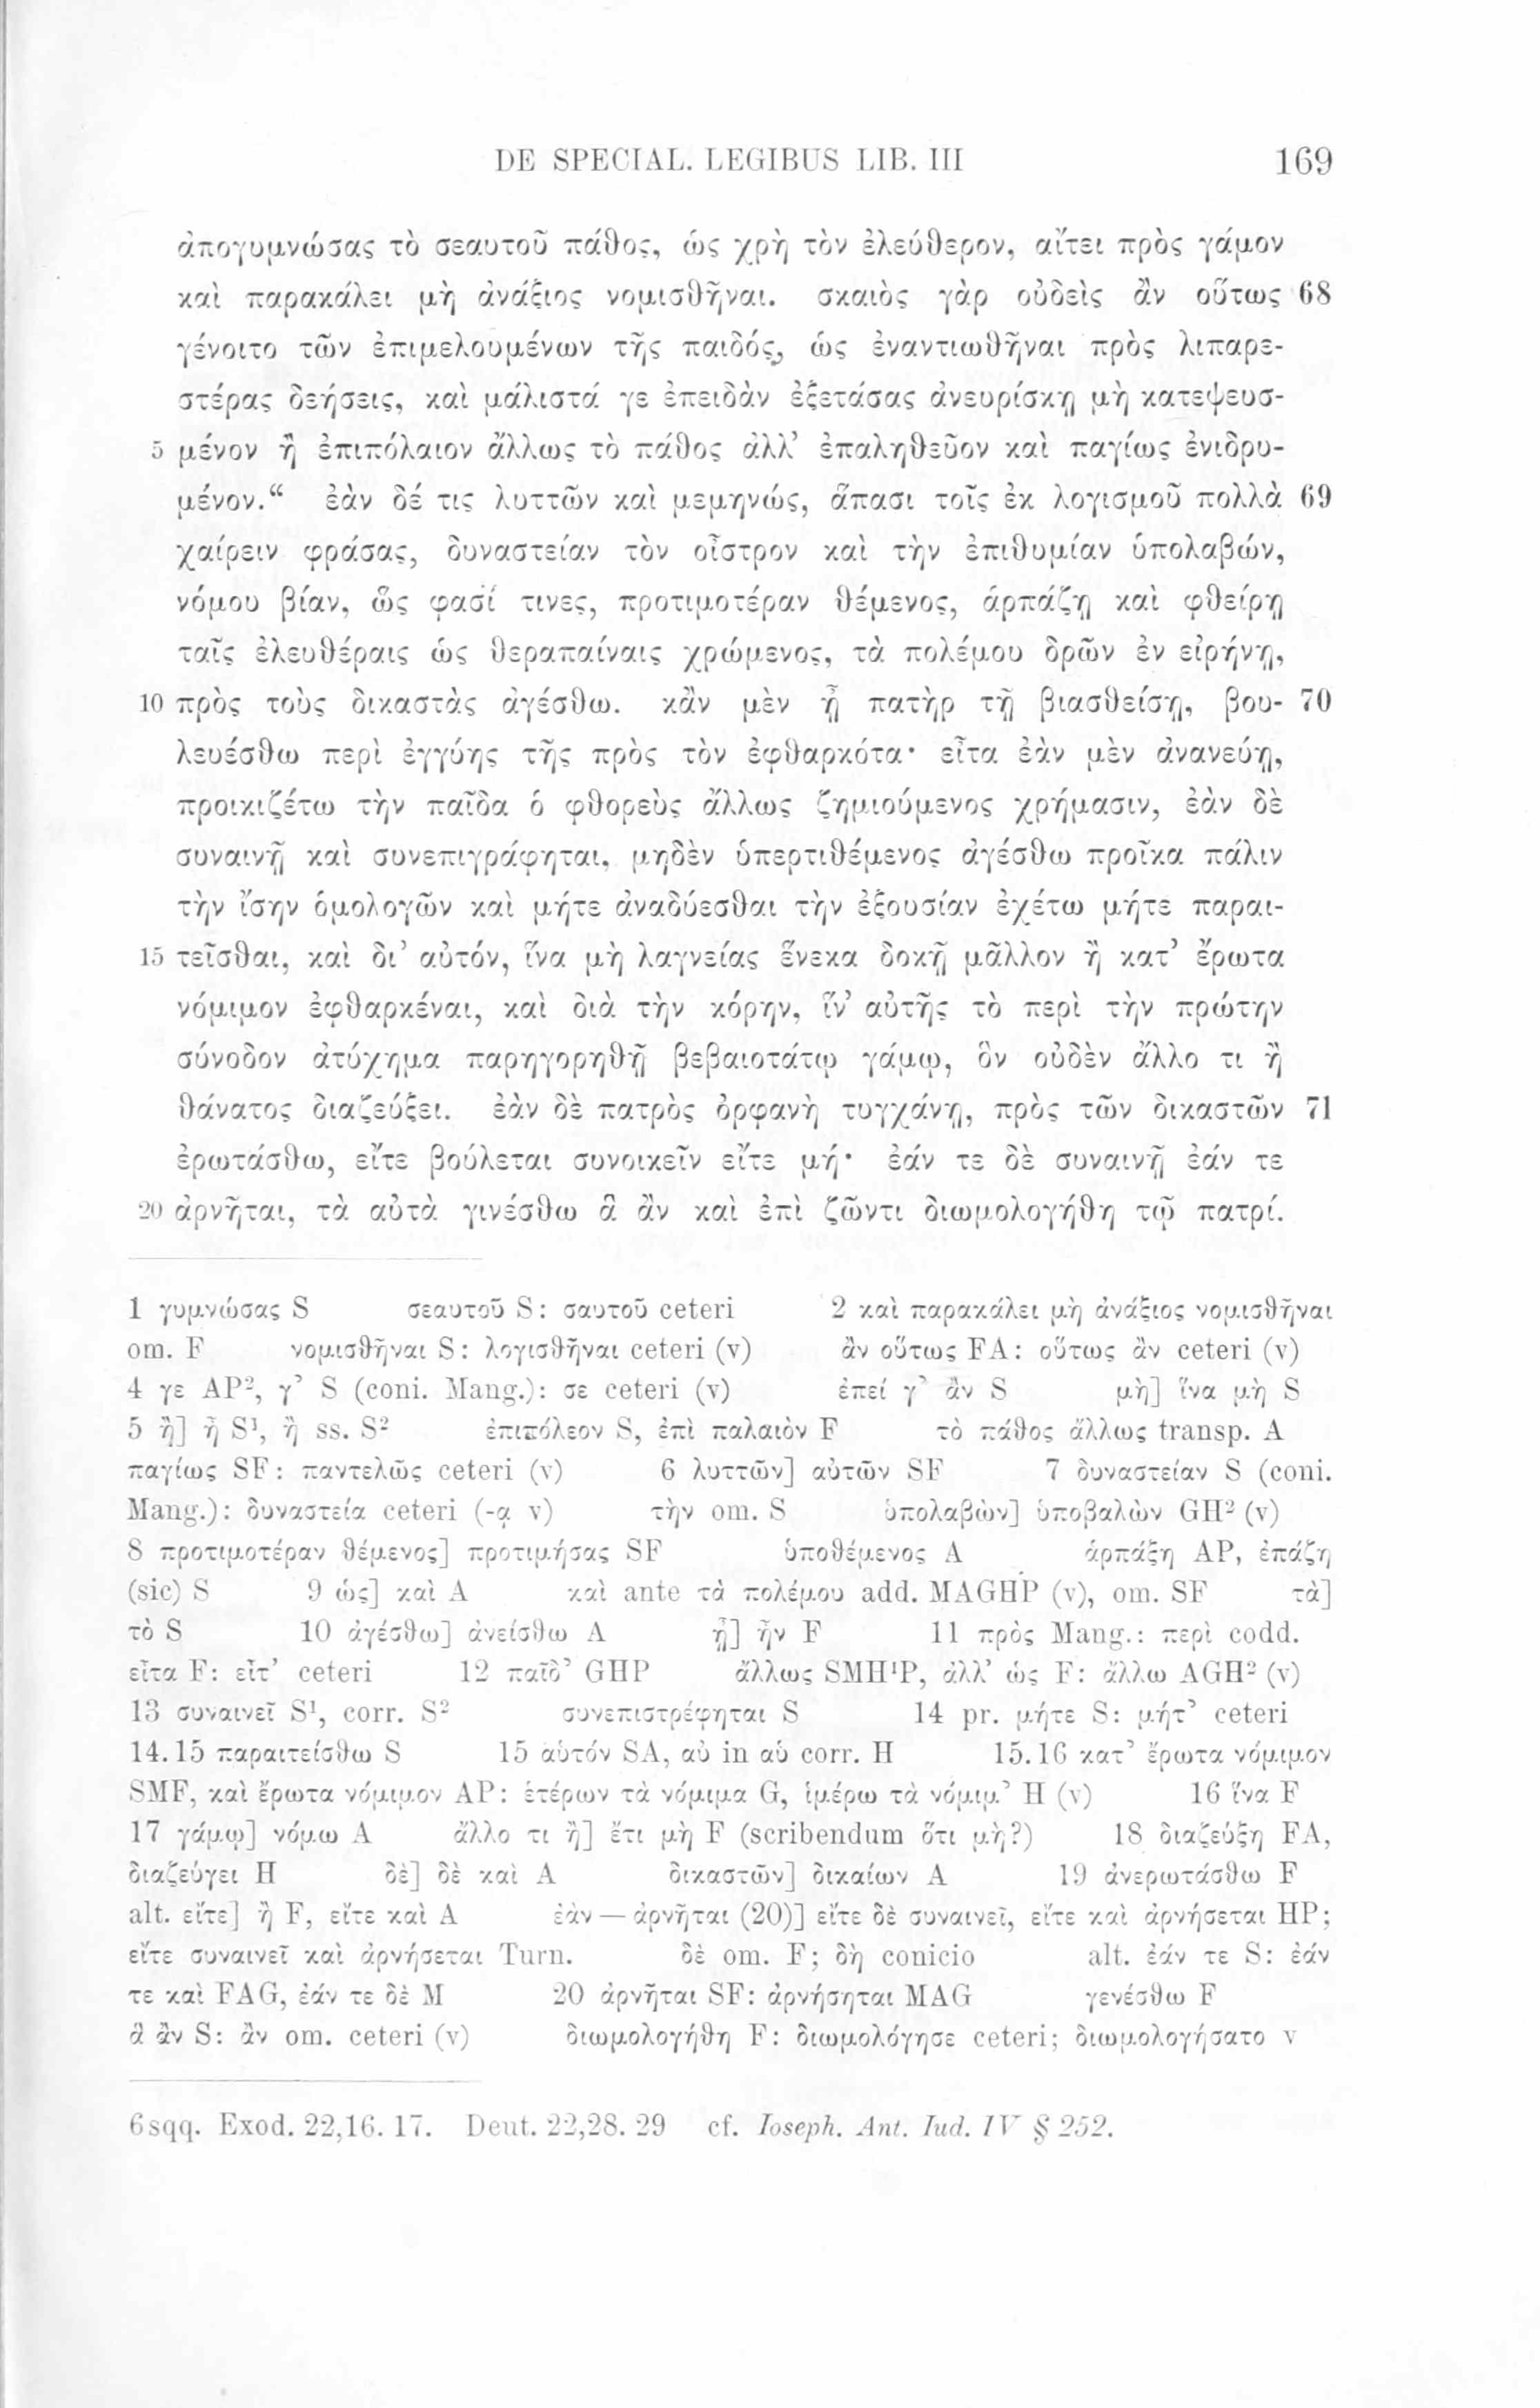 DE SPECIAL. LEGIBUS LIB. III 169
ἀπογυμνώσας τὸ σεαυτοῦ πάθος, ὡς χρὴ τὸν ἐλεύθερον, αἴτει πρὸς γάμον
καὶ παρακάλει μὴ ἀνάξιος νομισθῆναι. σκαιὸς γὰρ οὐδεὶς ἂν οὕτως 68
γένοιτο τῶν ἐπιμελουμένων τῆς παιδός, ὡς ἐναντιωθῆναι πρὸς λιπαρε-
στέρας δεήσεις, καὶ μάλιστά γε ἐπειδὰν ἐξετάσας ἀνευρίσκῃ μὴ κατεψευσ-
5 μένον ἢ ἐπιπόλαιον ἄλλως τὸ πάθος ἀλλ’ ἐπαληθεῦον καὶ παγίως ἐνιδρυ-
μένον.“ ἐὰν δέ τις λυττῶν καὶ μεμηνώς, ἅπασι τοῖς ἐκ λογισμοῦ πολλὰ 69
χαίρειν φράσας, δυναστείαν τὸν οἶστρον καὶ τὴν ἐπιθυμίαν ὑπολαβών,
νόμου βίαν, ὥς φασί τινες, προτιμοτέραν θέμενος, ἁρπάζῃ καὶ φθείρῃ
ταῖς ἐλευθέραις ὡς θεραπαίναις χρώμενος, τὰ πολέμου δρῶν ἐν εἰρήνῃ,
10 πρὸς τοὺς δικαστὰς ἀγέσθω. κἂν μὲν ᾖ πατὴρ τῇ βιασθείσῃ, βου- 70
λευέσθω περὶ ἐγγύης τῆς πρὸς τὸν ἐφθαρκότα· εἶτα ἐὰν μὲν ἀνανεύῃ,
προικιζέτω τὴν παῖδα ὁ φθορεὺς ἄλλως ζημιούμενος χρήμασιν, ἐὰν δὲ
συναινῇ καὶ συνεπιγράφηται, μηδὲν ὑπερτιθέμενος ἀγέσθω προῖκα πάλιν
τὴν ἴσην ὁμολογῶν καὶ μήτε ἀναδύεσθαι τὴν ἐξουσίαν ἐχέτω μήτε παραι-
15 τεῖσθαι, καὶ δι’ αὑτόν, ἵνα μὴ λαγνείας ἕνεκα δοκῇ μᾶλλον ἢ κατ’ ἔρωτα
νόμιμον ἐφθαρκέναι, καὶ διὰ τὴν κόρην, ἵν’ αὐτῆς τὸ περὶ τὴν πρώτην
σύνοδον ἀτύχημα παρηγορηθῇ βεβαιοτάτῳ γάμῳ, ὃν οὐδὲν ἄλλο τι ἢ
θάνατος διαζεύξει. ἐὰν δὲ πατρὸς ὀρφανὴ τυγχάνῃ, πρὸς τῶν δικαστῶν 71
ἐρωτάσθω, εἴτε βούλεται συνοικεῖν εἴτε μή· ἐάν τε δὲ συναινῇ ἐάν τε
20 ἀρνῆται, τὰ αὐτὰ γινέσθω ἃ ἂν καὶ ἐπὶ ζῶντι διωμολογήθη τῷ πατρί.
1 γυμνώσας S σεαυτοῦ S: σαυτοῦ ceteri 2 καὶ παρακάλει μὴ ἀνάξιος νομισθῆναι
om. F νομισθῆναι S: λογισθῆναι ceteri (v) ἂν οὕτως FA: οὕτως ἂν ceteri (v)
4 γε AP², γ’ S (coni. Mang.): σε ceteri (v) ἐπεί γ’ ἂν S μὴ] ἵνα μὴ S
5 ἢ] ἦ S¹, ἢ ss. S² ἐπιπόλεον S, ἐπὶ παλαιὸν F τὸ πάθος ἄλλως transp. A
παγίως SF: παντελῶς ceteri (v) 6 λυττῶν] αὐτῶν SF 7 δυναστείαν S (coni.
Mang.): δυναστεία ceteri (-ᾳ v) τὴν om. S ὑπολαβὼν] ὑποβαλὼν GH² (v)
8 προτιμοτέραν θέμενος] προτιμήσας SF ὑποθέμενος A ἁρπάξῃ AP, ἐπάζῃ
(sic) S 9 ὡς] καὶ A καὶ ante τὰ πολέμου add. MAGHP (v), om. SF τὰ]
τὸ S 10 ἀγέσθω] ἀνείσθω A ᾖ] ἦν F 11 πρὸς Mang.: περὶ codd.
εἶτα F: εἶτ’ ceteri 12 παῖδ’ GHP ἄλλως SMH¹P, ἀλλ’ ὡς F: ἄλλω AGH² (v)
13 συναινεῖ S¹, corr. S² συνεπιστρέφηται S 14 pr. μήτε S: μήτ’ ceteri
14.15 παραιτείσθω S 15 αὑτόν SA, αὐ in αὑ corr. H 15.16 κατ’ ἔρωτα νόμιμον
SMF, καὶ ἔρωτα νόμιμον AP: ἑτέρων τὰ νόμιμα G, ἱμέρω τὰ νόμιμ’ H (v) 16 ἵνα F
17 γάμῳ] νόμω A ἄλλο τι ἢ] ἔτι μὴ F (scribendum ὅτι μὴ?) 18 διαζεύξῃ FA,
διαζεύγει H δὲ] δὲ καὶ A δικαστῶν] δικαίων A 19 ἀνερωτάσθω F
alt. εἴτε] ἢ F, εἴτε καὶ A ἐάν — ἀρνῆται (20)] εἴτε δὲ συναινεῖ, εἴτε καὶ ἀρνήσεται HP;
εἴτε συναινεῖ καὶ ἀρνήσεται Turn. δὲ om. F; δὴ conicio alt. ἐάν τε S: ἐάν
τε καὶ FAG, ἐάν τε δὲ M 20 ἀρνῆται SF: ἀρνήσηται MAG γενέσθω F
ἃ ἂν S: ἂν om. ceteri (v) διωμολογήθη F: διωμολόγησε ceteri; διωμολογήσατο v
6 sqq. Exod. 22,16. 17. Deut. 22,28. 29 cf. Ioseph. Ant. Iud. IV § 252.